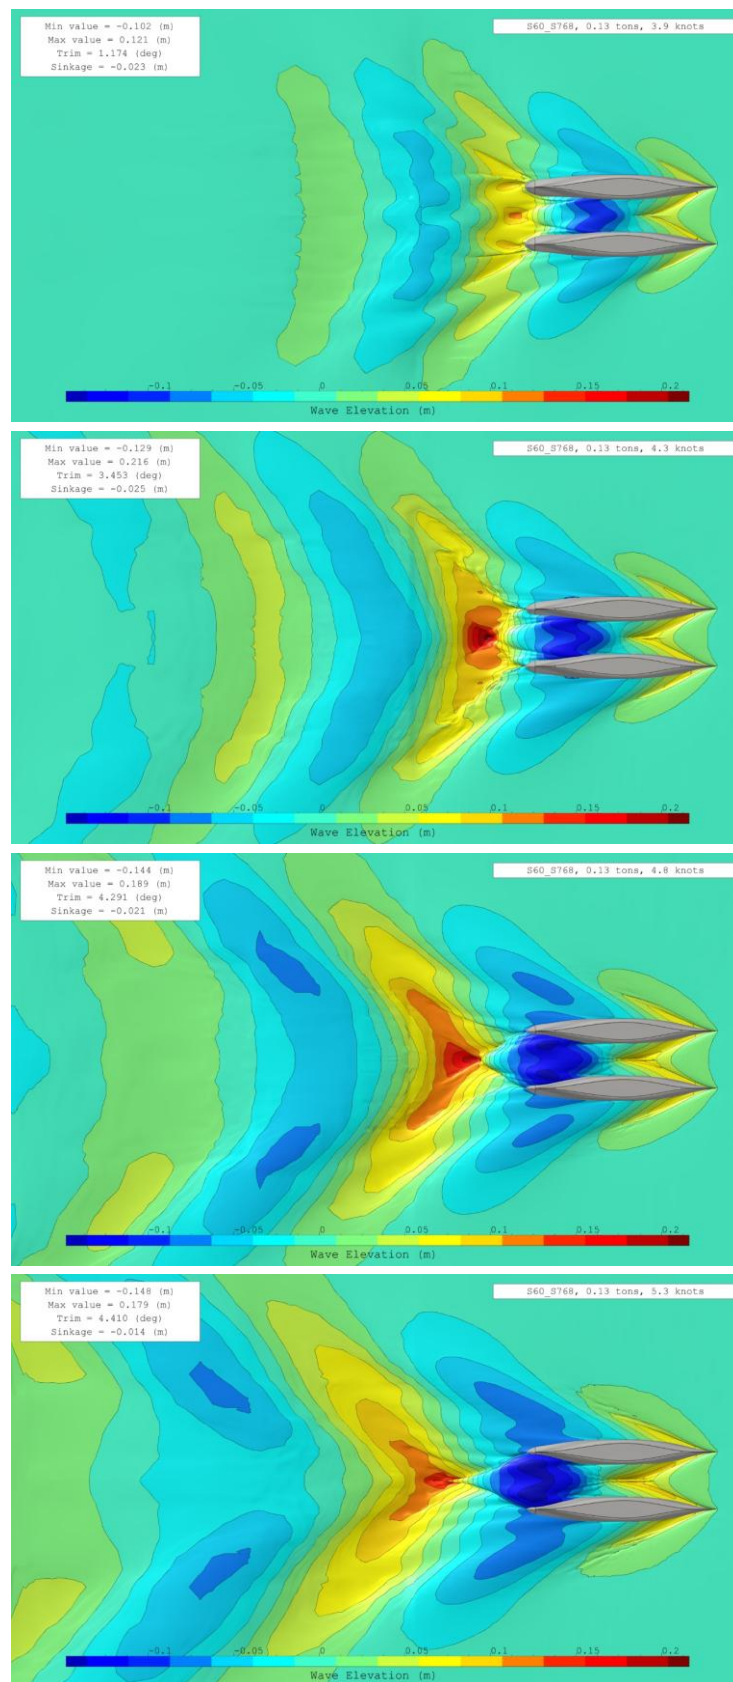 Min value = -0.102 (m)
Max value = 0.121 (m)
Trim = 1.174 (deg)
Sinkage = -0.023 (m)
S60_S768, 0.13 tons, 3.9 knots
-0.1 -0.05 0 0.05 0.1 0.15 0.2
Wave Elevation (m)
Min value = -0.129 (m)
Max value = 0.216 (m)
Trim = 3.453 (deg)
Sinkage = -0.025 (m)
S60_S768, 0.13 tons, 4.3 knots
-0.1 -0.05 0 0.05 0.1 0.15 0.2
Wave Elevation (m)
Min value = -0.144 (m)
Max value = 0.189 (m)
Trim = 4.291 (deg)
Sinkage = -0.021 (m)
S60_S768, 0.13 tons, 4.8 knots
-0.1 -0.05 0 0.05 0.1 0.15 0.2
Wave Elevation (m)
Min value = -0.148 (m)
Max value = 0.179 (m)
Trim = 4.410 (deg)
Sinkage = -0.014 (m)
S60_S768, 0.13 tons, 5.3 knots
-0.1 -0.05 0 0.05 0.1 0.15 0.2
Wave Elevation (m)